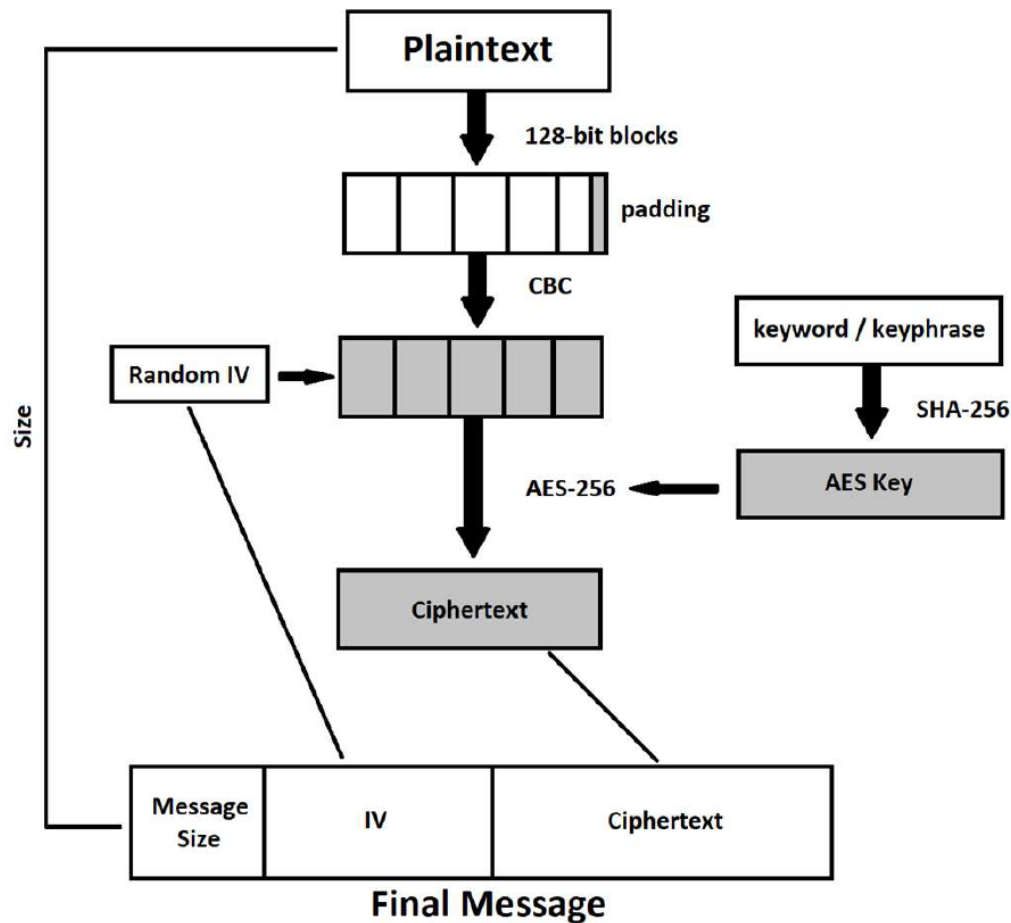 Plaintext
128-bit blocks
padding
CBC
keyword / keyphrase
Random IV
SHA-256
Size
AES-256
AES Key
Ciphertext
Message
Size
IV
Ciphertext
Final Message